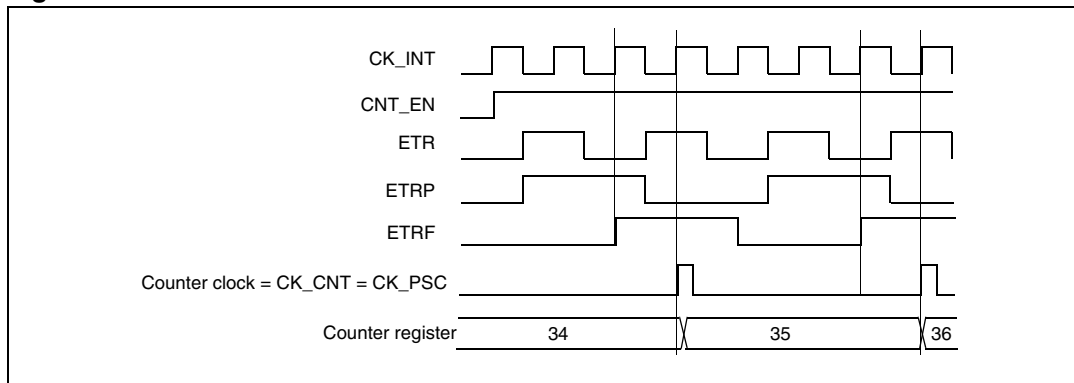 CK_INT
CNT_EN
ETR
ETRP
ETRF
Counter clock = CK_CNT = CK_PSC
Counter register 34 35 36